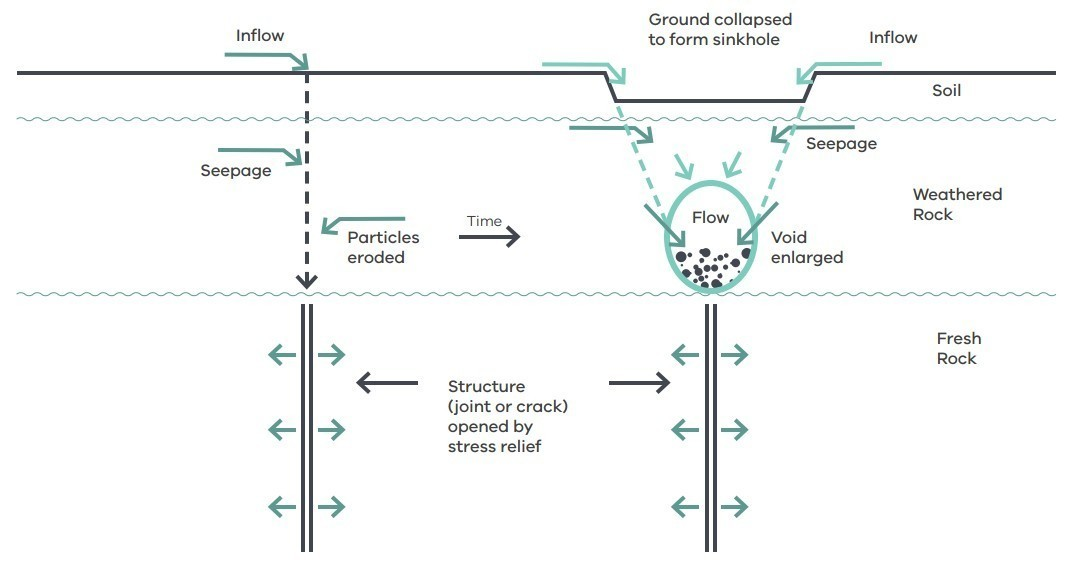 Inflow
Ground collapsed
to form sinkhole
Inflow
Soil
Seepage
Seepage
Weathered
Rock
Particles
eroded
Time
Flow
Void
enlarged
Fresh
Rock
Structure
(joint or crack)
opened by
stress relief